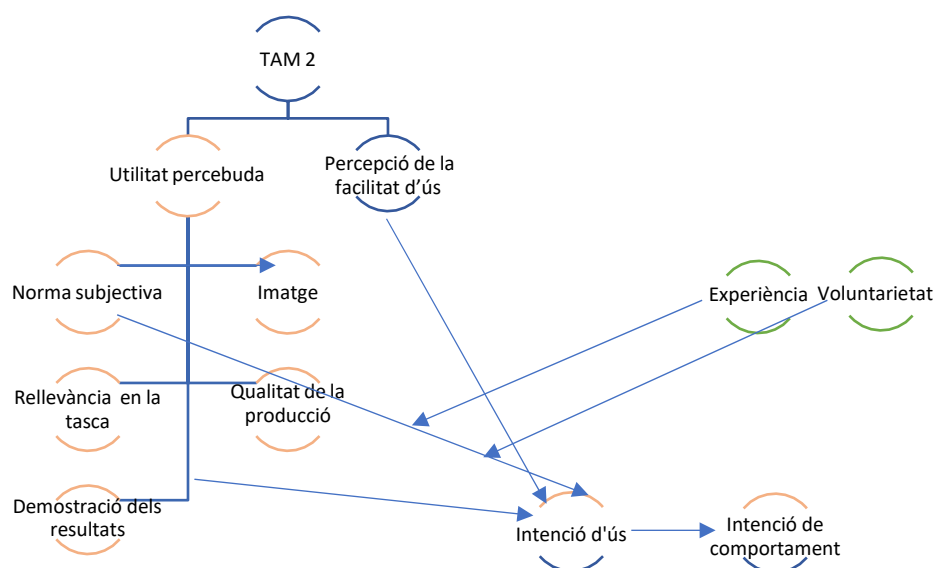 TAM 2
Utilitat percebuda
Percepció de la
facilitat d’ús
Norma subjectiva
Imatge
Experiència
Voluntarietat
Rellevància en la
tasca
Qualitat de la
producció
Demostració dels
resultats
Intenció d'ús
Intenció de
comportament